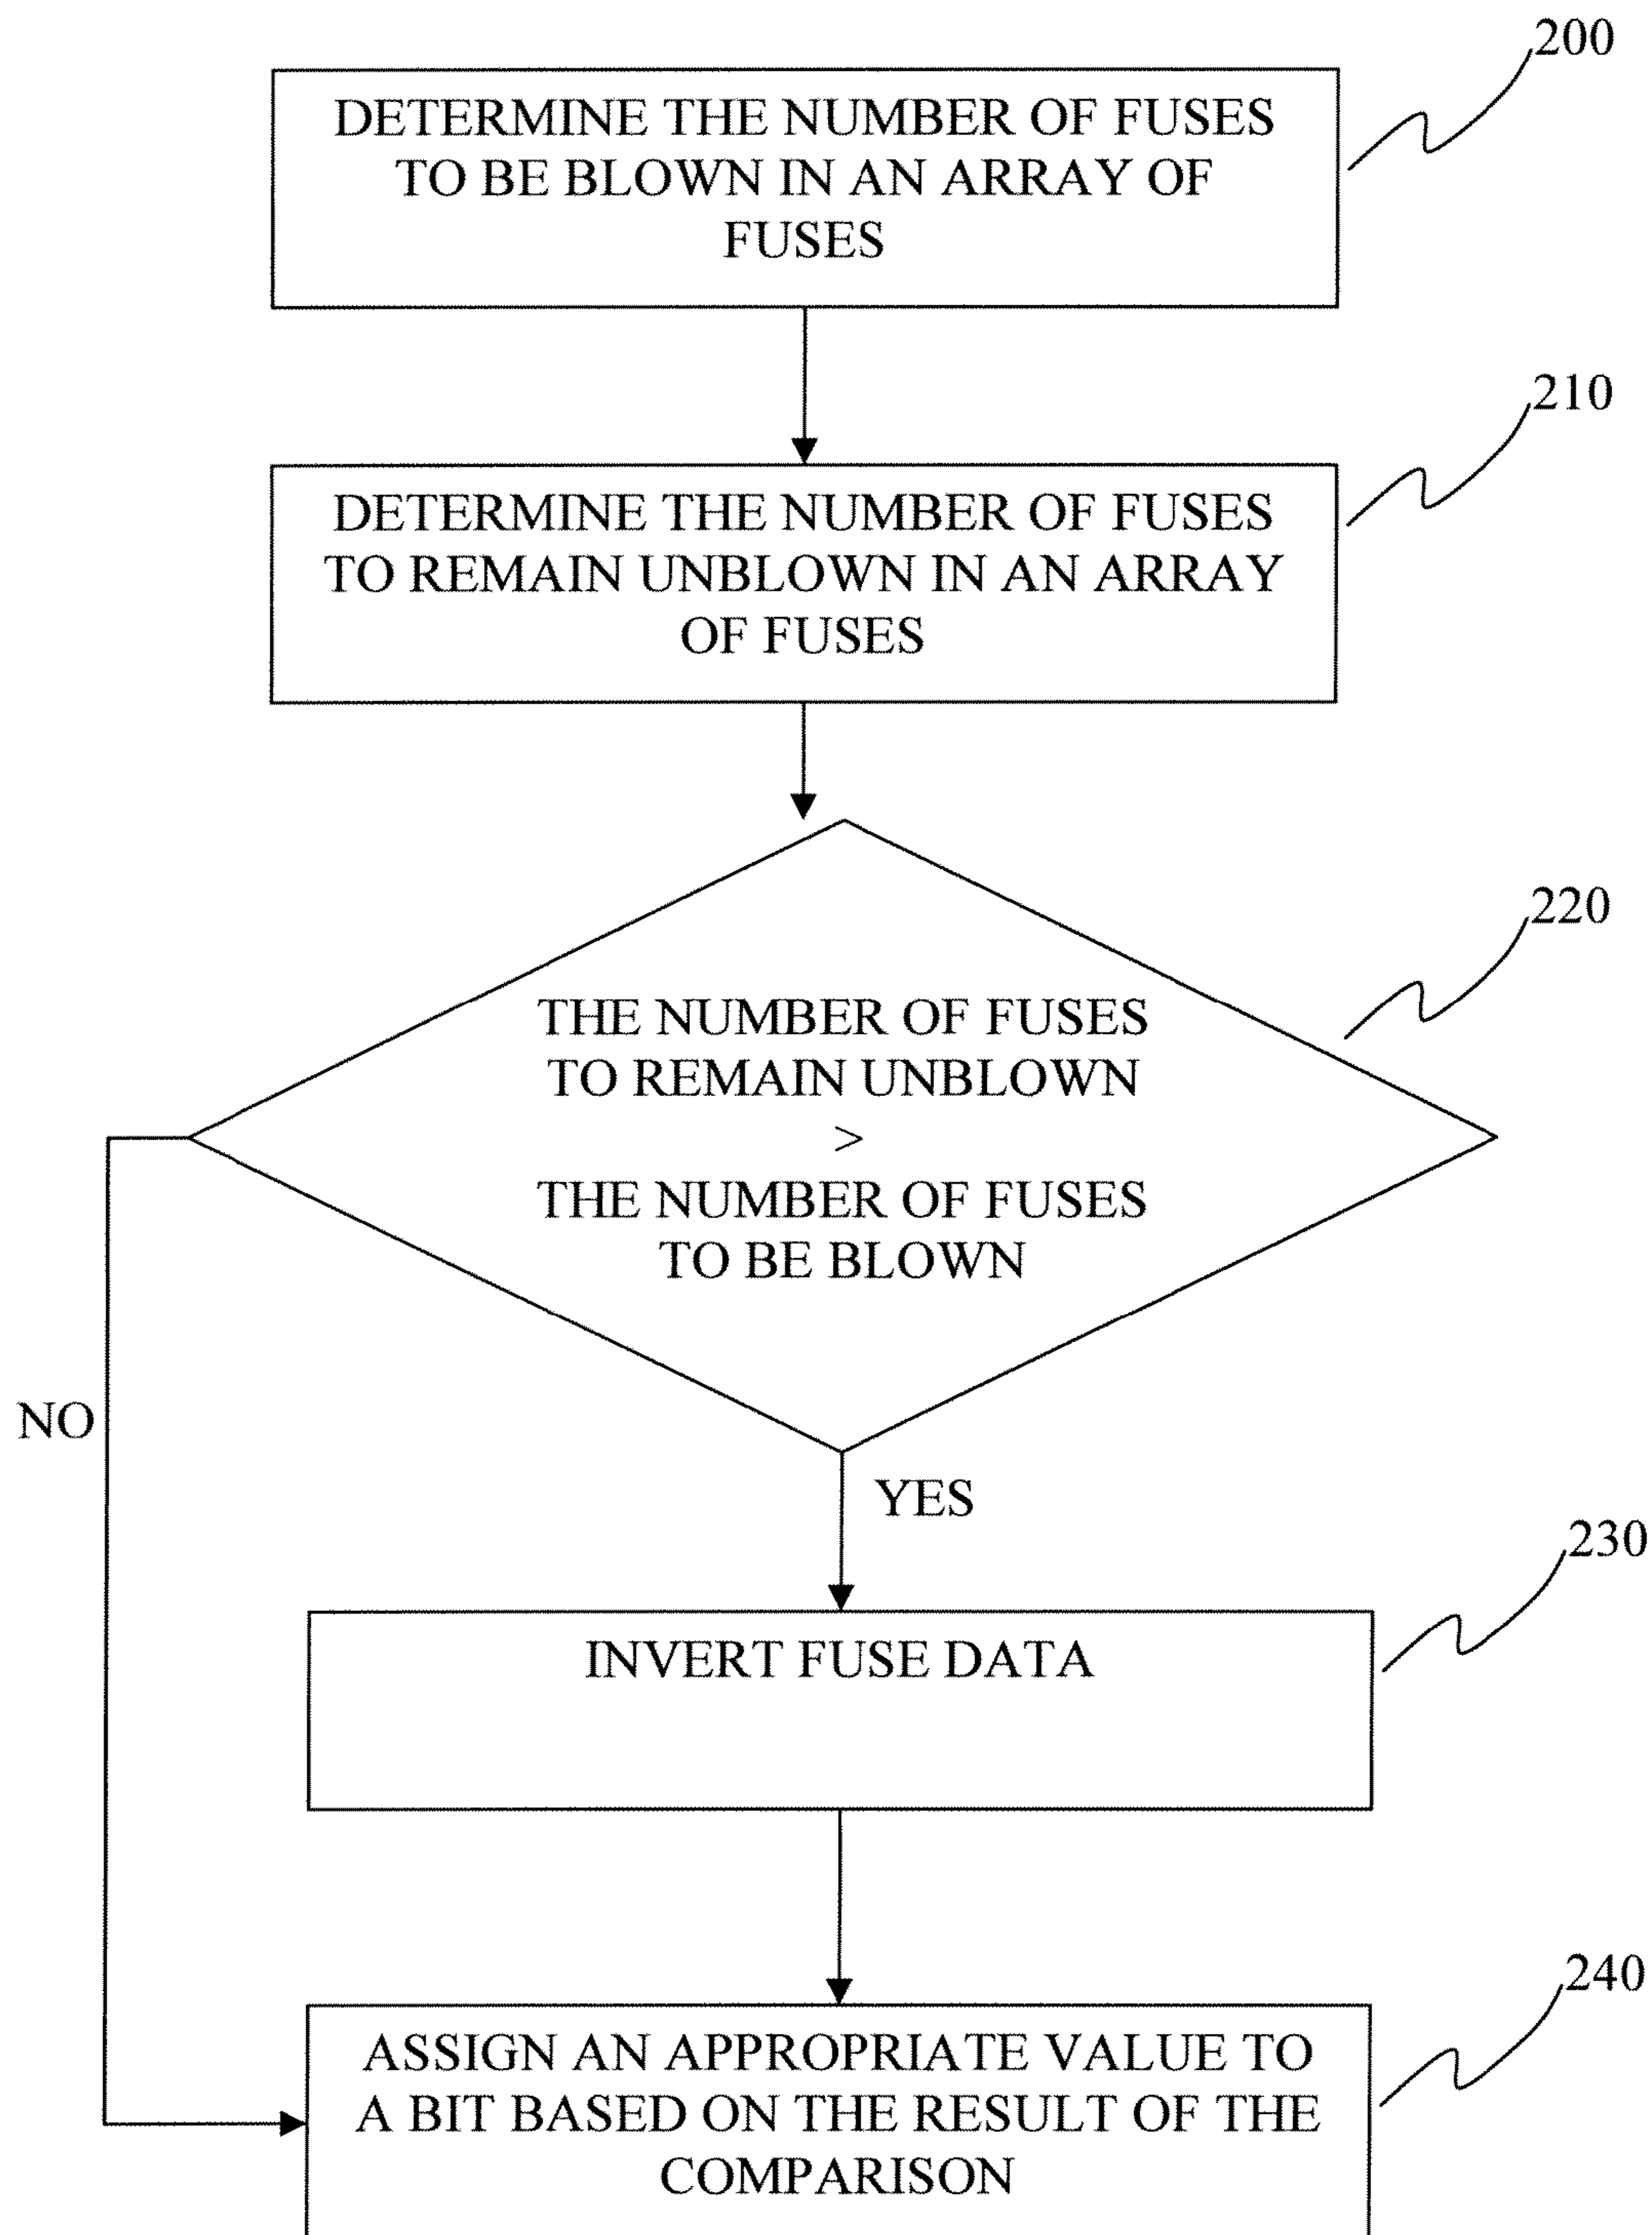 200
DETERMINE THE NUMBER OF FUSES
TO BE BLOWN IN AN ARRAY OF
FUSES
210
DETERMINE THE NUMBER OF FUSES
TO REMAIN UNBLOWN IN AN ARRAY
OF FUSES
220
THE NUMBER OF FUSES
TO REMAIN UNBLOWN
>
THE NUMBER OF FUSES
TO BE BLOWN
NO
YES
230
INVERT FUSE DATA
240
ASSIGN AN APPROPRIATE VALUE TO
A BIT BASED ON THE RESULT OF THE
COMPARISON